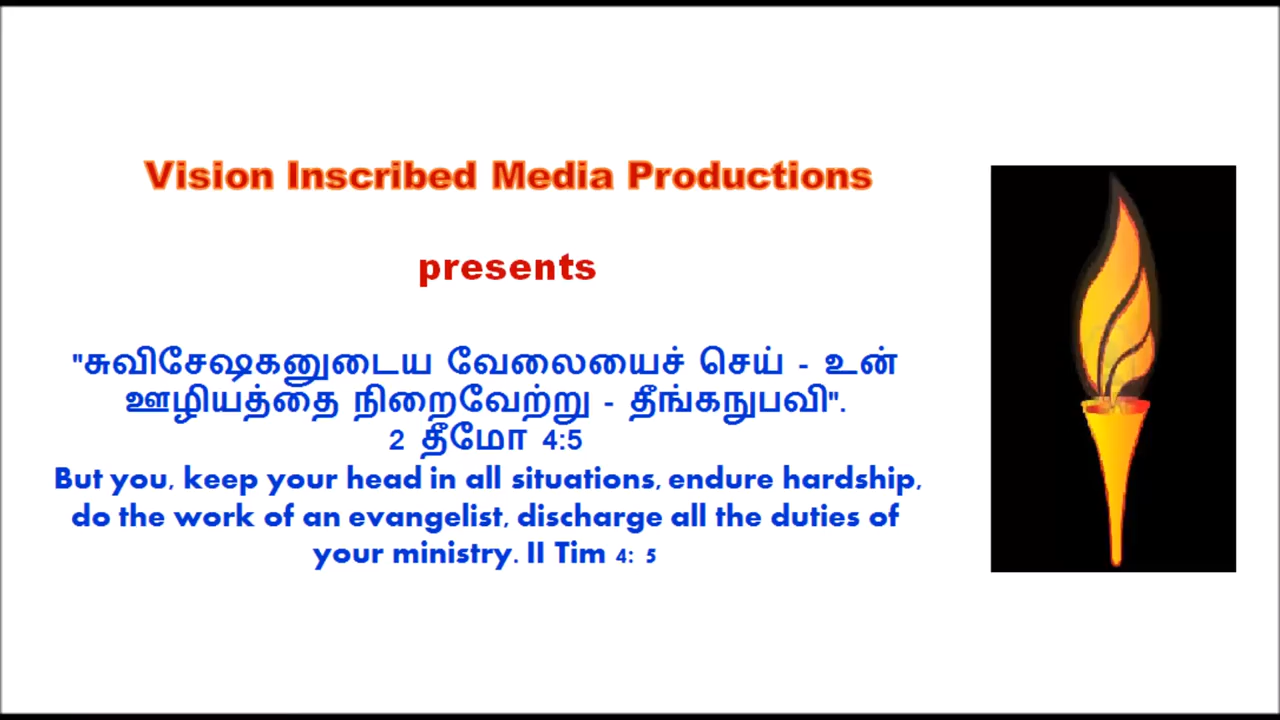 Vision Inscribed Media Productions
presents
"சுவிசேஷகனுடைய வேலையைச் செய் - உன்
ஊழியத்தை நிறைவேற்று - தீங்கநுபவி".
2 தீமோ 4:5
But you, keep your head in all situations, endure hardship,
do the work of an evangelist, discharge all the duties of
your ministry. II Tim 4: 5